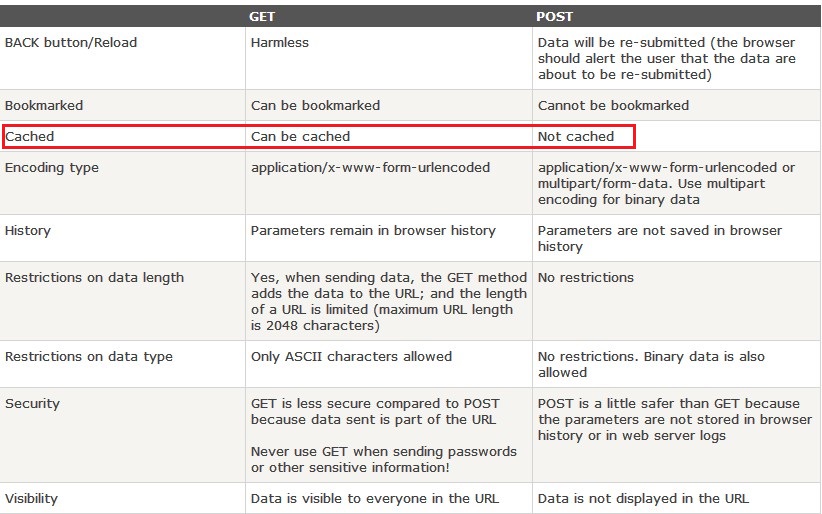 GET POST
BACK button/Reload Harmless Data will be re-submitted (the browser
should alert the user that the data are
about to be re-submitted)
Bookmarked Can be bookmarked Cannot be bookmarked
Cached Can be cached Not cached
Encoding type application/x-www-form-urlencoded application/x-www-form-urlencoded or
multipart/form-data. Use multipart
encoding for binary data
History Parameters remain in browser history Parameters are not saved in browser
history
Restrictions on data length Yes, when sending data, the GET method No restrictions
adds the data to the URL; and the length
of a URL is limited (maximum URL length
is 2048 characters)
Restrictions on data type Only ASCII characters allowed No restrictions. Binary data is also
allowed
Security GET is less secure compared to POST POST is a little safer than GET because
because data sent is part of the URL the parameters are not stored in browser
history or in web server logs
Never use GET when sending passwords
or other sensitive information!
Visibility Data is visible to everyone in the URL Data is not displayed in the URL